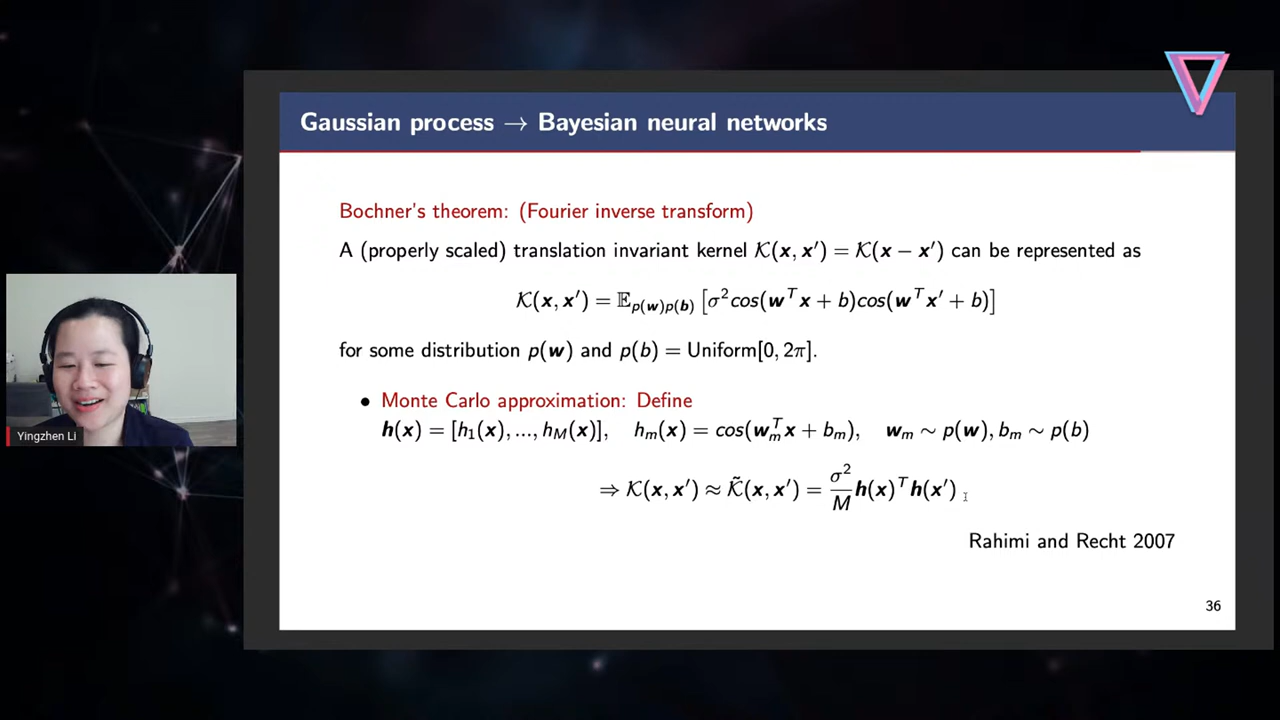 Gaussian process → Bayesian neural networks
Bochner's theorem: (Fourier inverse transform)
A (properly scaled) translation invariant kernel 𝒦(x, x′) = 𝒦(x − x′) can be represented as
𝒦(x, x′) = 𝔼p(w)p(b) [σ²cos(wᵀx + b)cos(wᵀx′ + b)]
for some distribution p(w) and p(b) = Uniform[0, 2π].
• Monte Carlo approximation: Define
h(x) = [h₁(x), ..., h_M(x)], h_m(x) = cos(w_mᵀx + b_m), w_m ∼ p(w), b_m ∼ p(b)
⇒ 𝒦(x, x′) ≈ 𝒦̃(x, x′) = σ²/M h(x)ᵀh(x′)
Rahimi and Recht 2007
36
Yingzhen Li